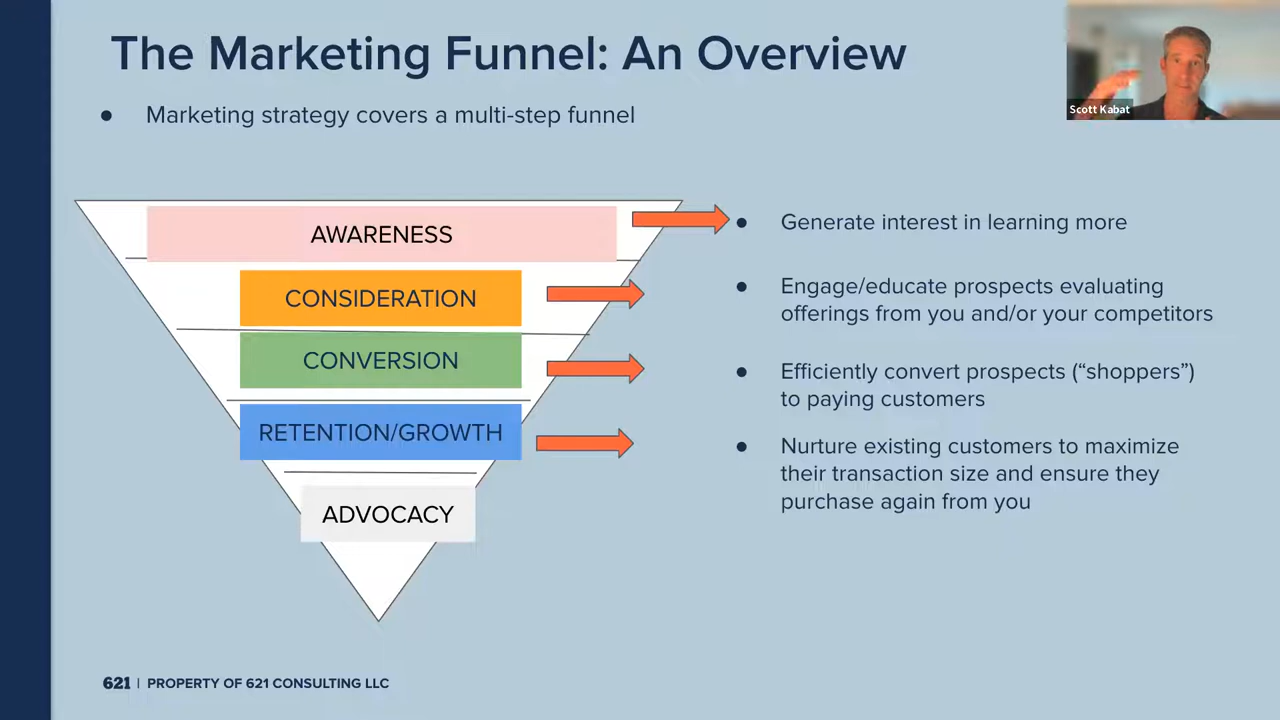 The Marketing Funnel: An Overview
Scott Kabat
● Marketing strategy covers a multi-step funnel
AWARENESS
● Generate interest in learning more
CONSIDERATION
● Engage/educate prospects evaluating
offerings from you and/or your competitors
CONVERSION
● Efficiently convert prospects (“shoppers”)
to paying customers
RETENTION/GROWTH
● Nurture existing customers to maximize
their transaction size and ensure they
purchase again from you
ADVOCACY
621 | PROPERTY OF 621 CONSULTING LLC